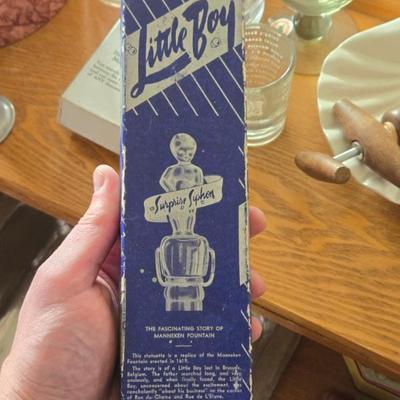 Little Boy
Surprise Syphon
THE FASCINATING STORY OF
MANNEKEN FOUNTAIN
This statuette is a replica of the Manneken
Fountain erected in 1619.
The story is of a Little Boy lost in Brussels,
Belgium. The father searched long, and very
anxiously, and when finally found, the Little
Boy, unconcerned about the excitement, was
nonchalantly "about his business" on the corner
of Rue du Chene and Rue de L'Etuve.